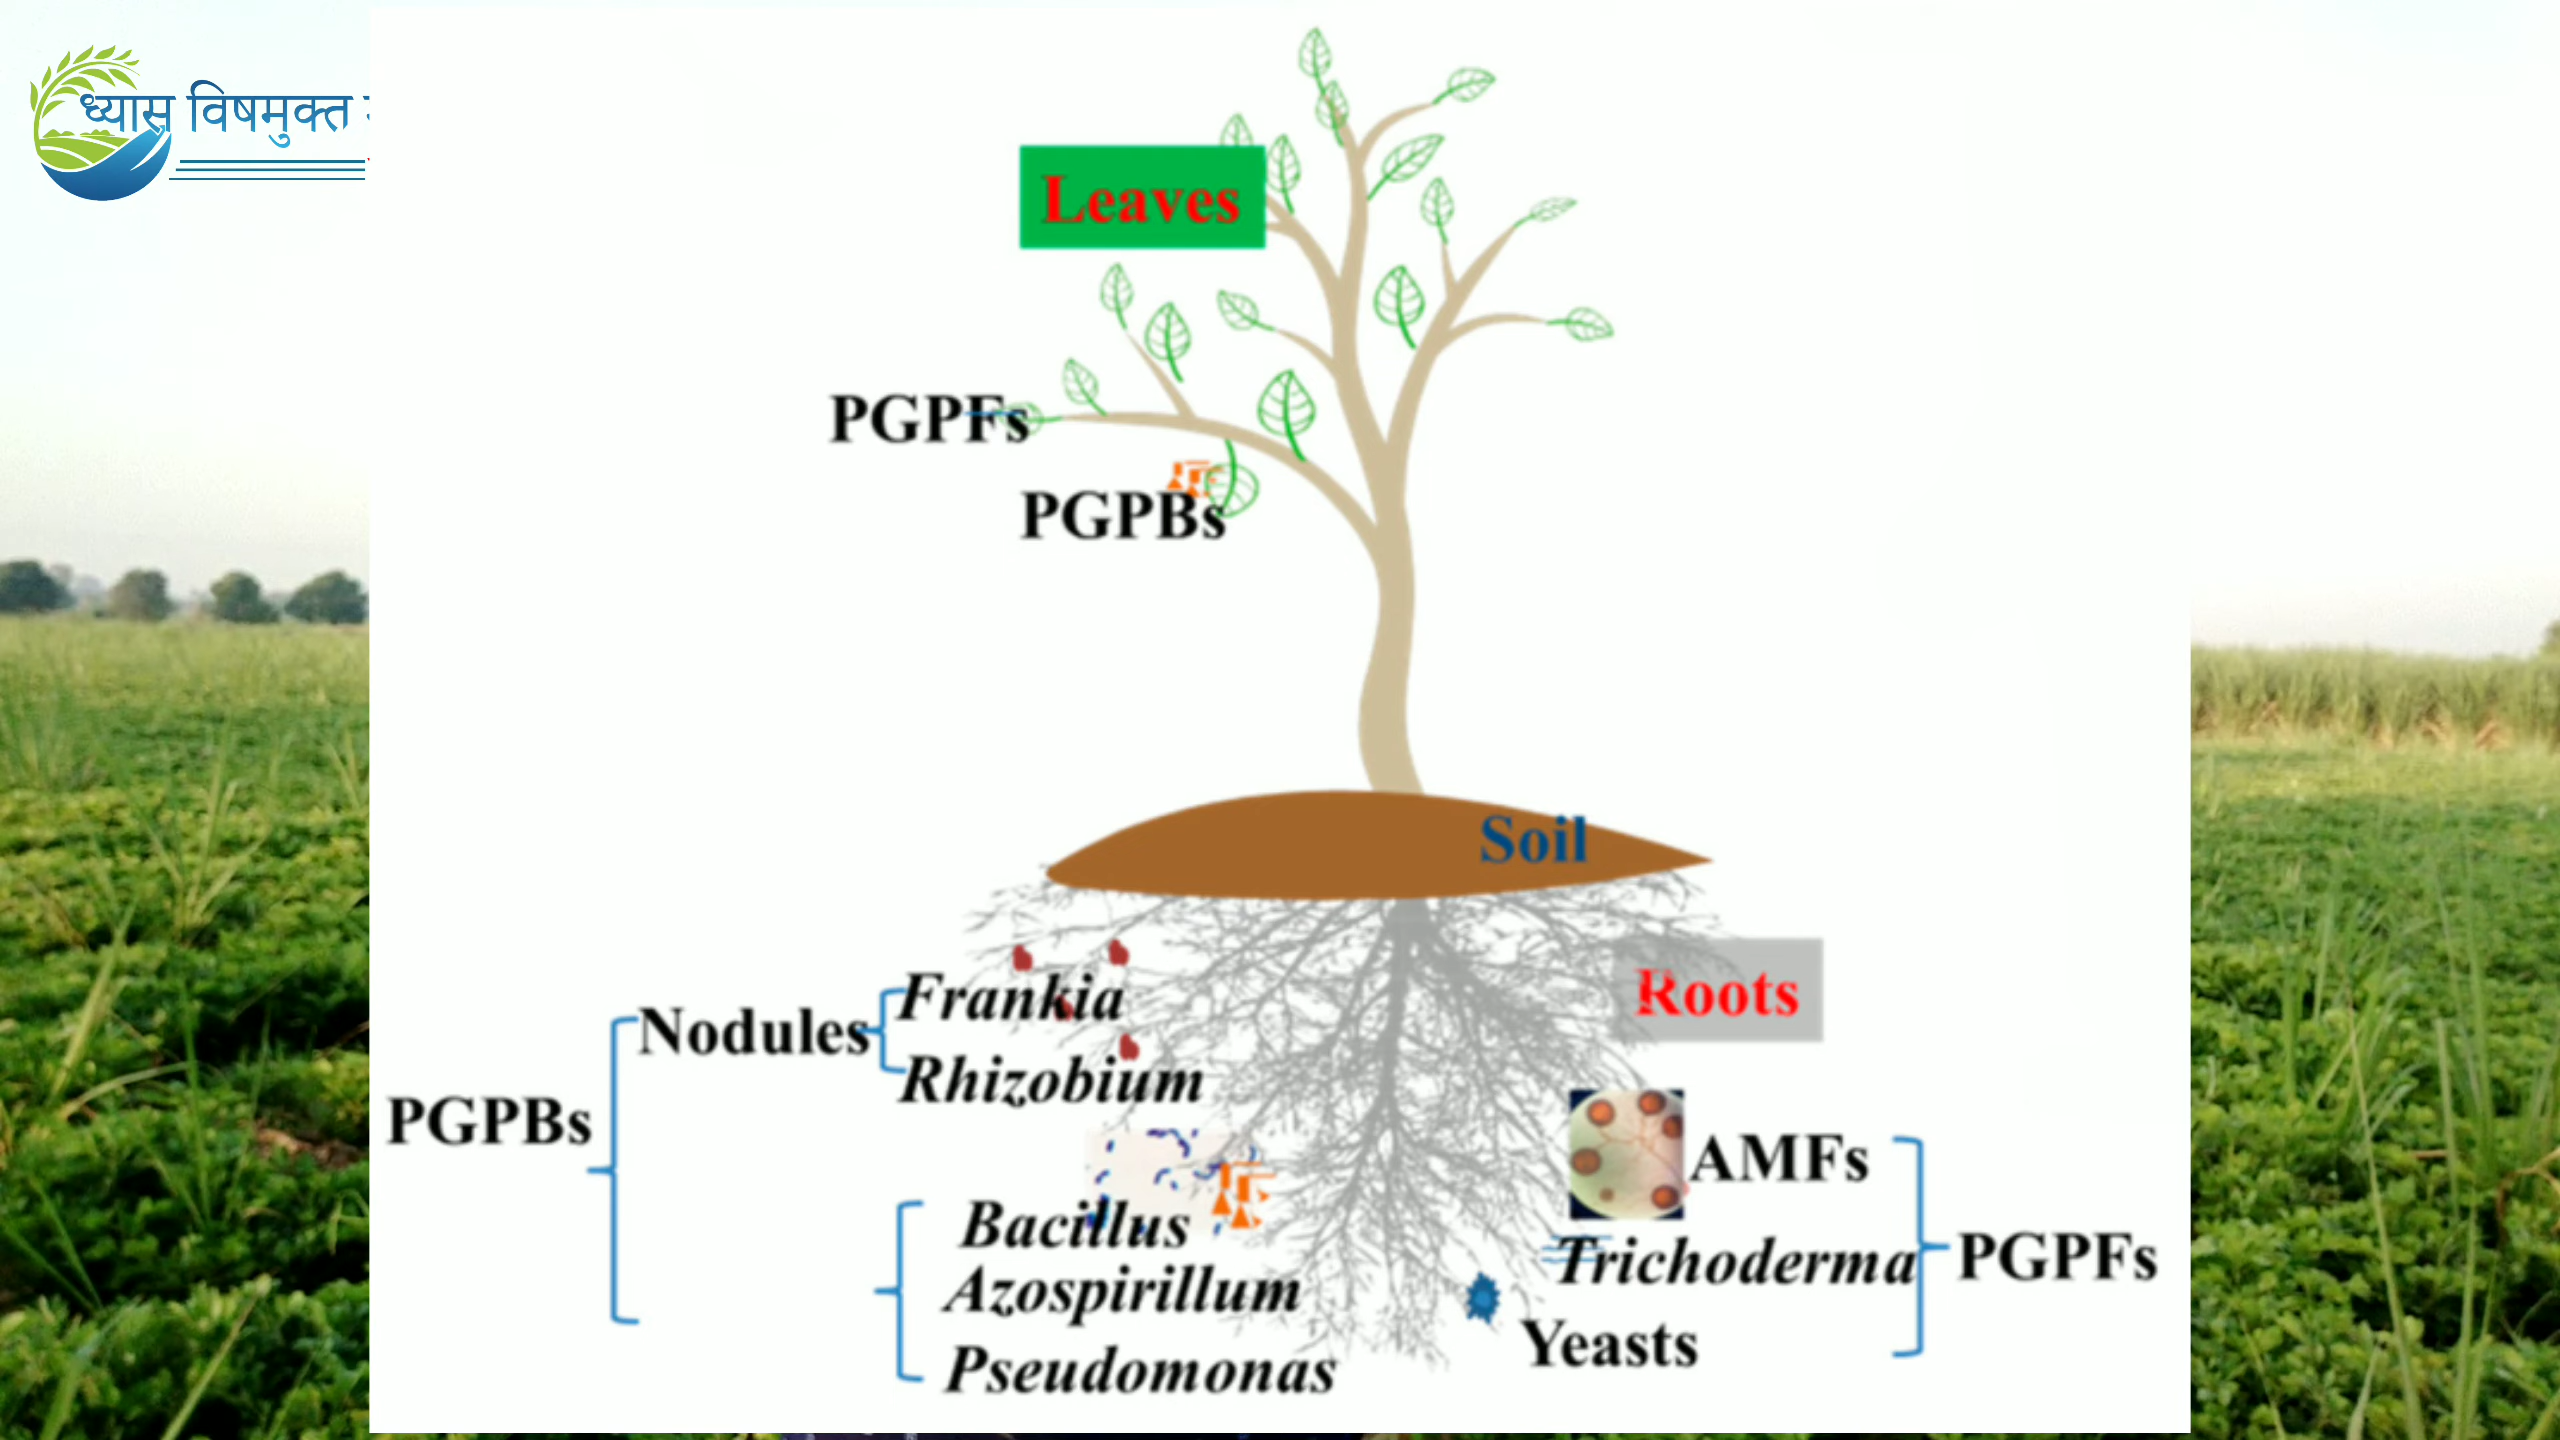 ध्यास विषमुक्त
Leaves
PGPFs
PGPBs
Soil
Roots
Frankia
Nodules
Rhizobium
PGPBs
AMFs
Bacillus
Trichoderma
PGPFs
Azospirillum
Yeasts
Pseudomonas